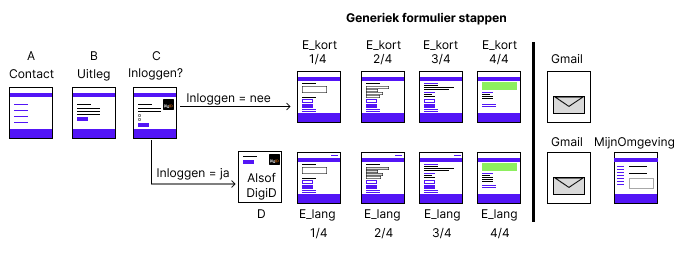 Generiek formulier stappen
A
Contact
B
Uitleg
C
Inloggen?
E_kort
1/4
E_kort
2/4
E_kort
3/4
E_kort
4/4
Gmail
Inloggen = nee
Inloggen = ja
Alsof
DigiD
D
E_lang
1/4
E_lang
2/4
E_lang
3/4
E_lang
4/4
Gmail
MijnOmgeving